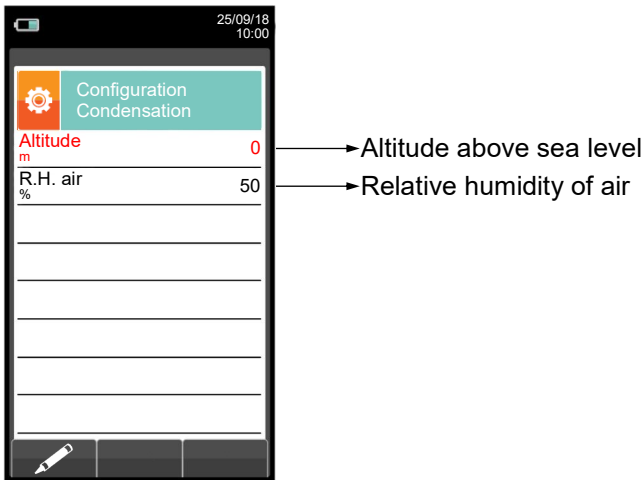 25/09/18
10:00
Configuration
Condensation
Altitude
m
0
Altitude above sea level
R.H. air
%
50
Relative humidity of air